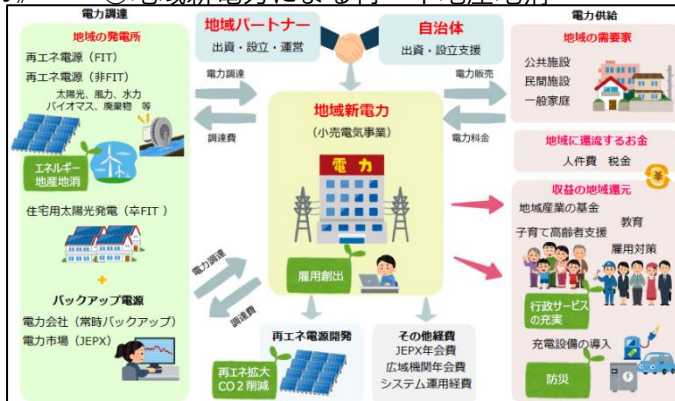 地域新電力による
電力調達
地域の発電所
再エネ電源（FIT）
再エネ電源（非FIT）
太陽光、風力、水力
バイオマス、廃棄物 等
エネルギー
地産地消
住宅用太陽光発電（卒FIT ）
+
バックアップ電源
電力会社（常時バックアップ）
電力市場（JEPX）
地域パートナー
出資・設立・運営
自治体
出資・設立支援
電力調達
調達費
電力販売
電力料金
地域新電力
（小売電気事業）
電 力
雇用創出
電力調達
調達費
再エネ電源開発
再エネ拡大
CO２削減
その他経費
JEPX年会費
広域機関年会費
システム運用経費
電力供給
地域の需要家
公共施設
民間施設
一般家庭
地域に還流するお金
人件費 税金
¥
収益の地域還元
地域産業の基金
教育
子育て高齢者支援
雇用対策
行政サービス
の充実
充電設備の導入
防災